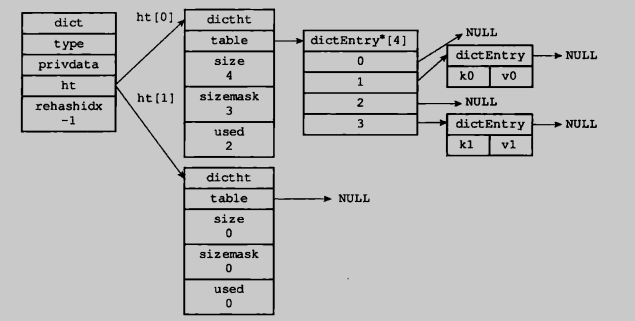 dict
type
privdata
ht
rehashidx
-1
ht[0]
ht[1]
dictht
table
size
4
sizemask
3
used
2
dictEntry*[4]
0
1
2
3
NULL
dictEntry
k0 v0
NULL
NULL
dictEntry
k1 v1
NULL
dictht
table
size
0
sizemask
0
used
0
NULL